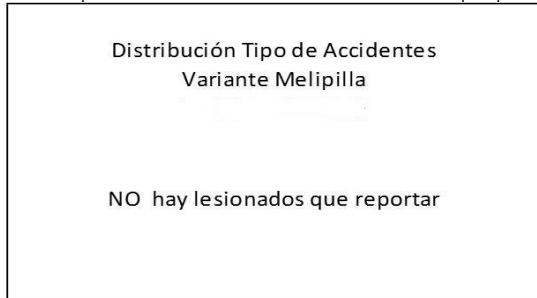 Distribución Tipo de Accidentes
Variante Melipilla
NO hay lesionados que reportar